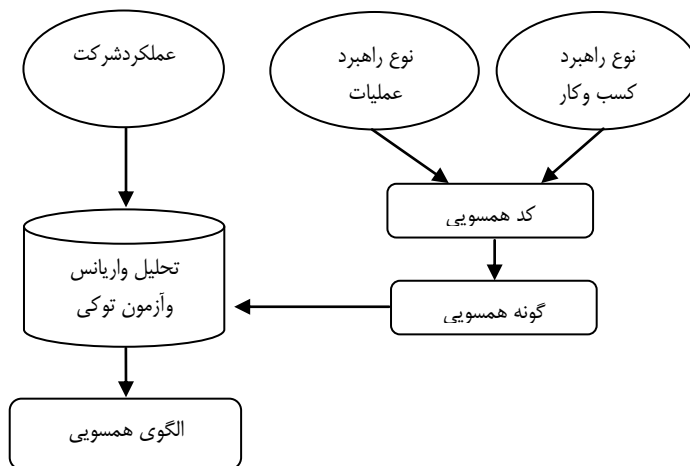 نوع راهبرد
کسب وکار
نوع راهبرد
عملیات
عملکردشرکت
کد همسویی
گونه همسویی
تحلیل واریانس
وآزمون توکی
الگوی همسویی